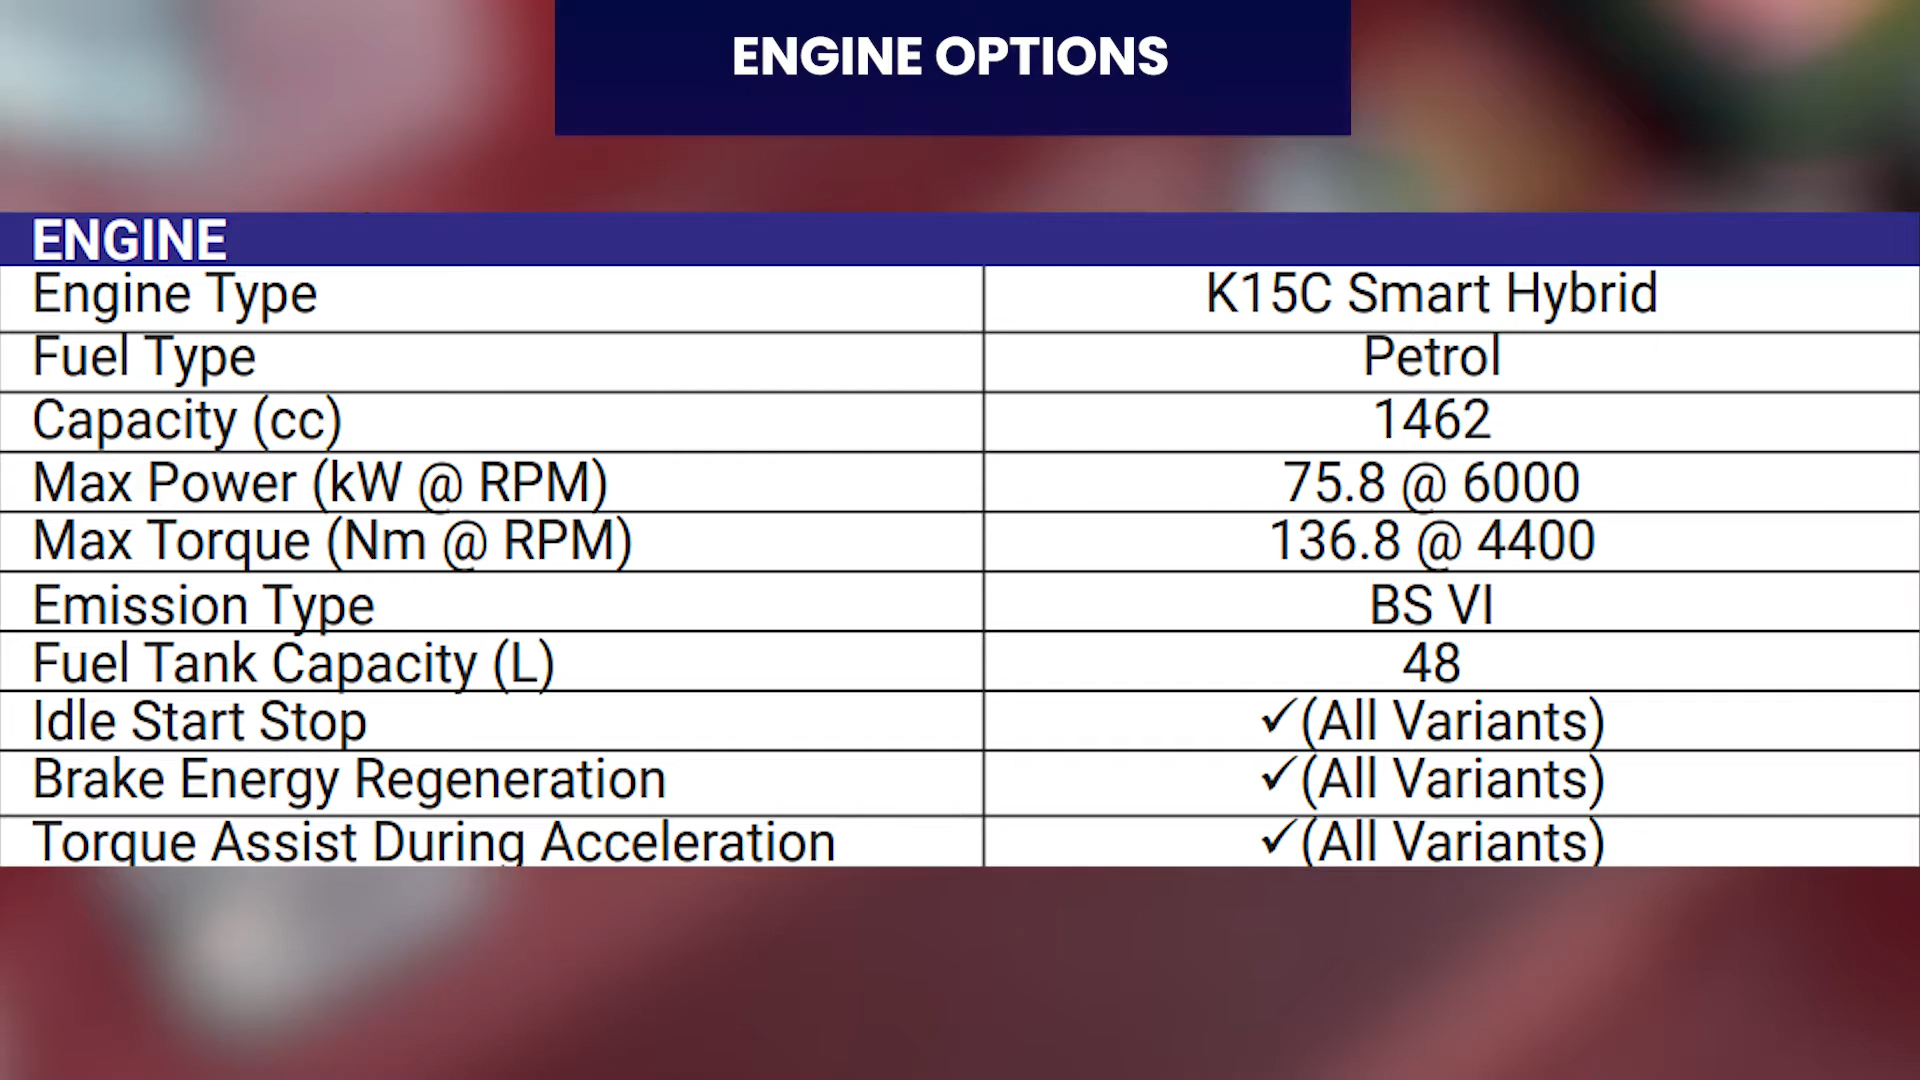 ENGINE OPTIONS
ENGINE
Engine Type K15C Smart Hybrid
Fuel Type Petrol
Capacity (cc) 1462
Max Power (kW @ RPM) 75.8 @ 6000
Max Torque (Nm @ RPM) 136.8 @ 4400
Emission Type BS VI
Fuel Tank Capacity (L) 48
Idle Start Stop ✓(All Variants)
Brake Energy Regeneration ✓(All Variants)
Torque Assist During Acceleration ✓(All Variants)